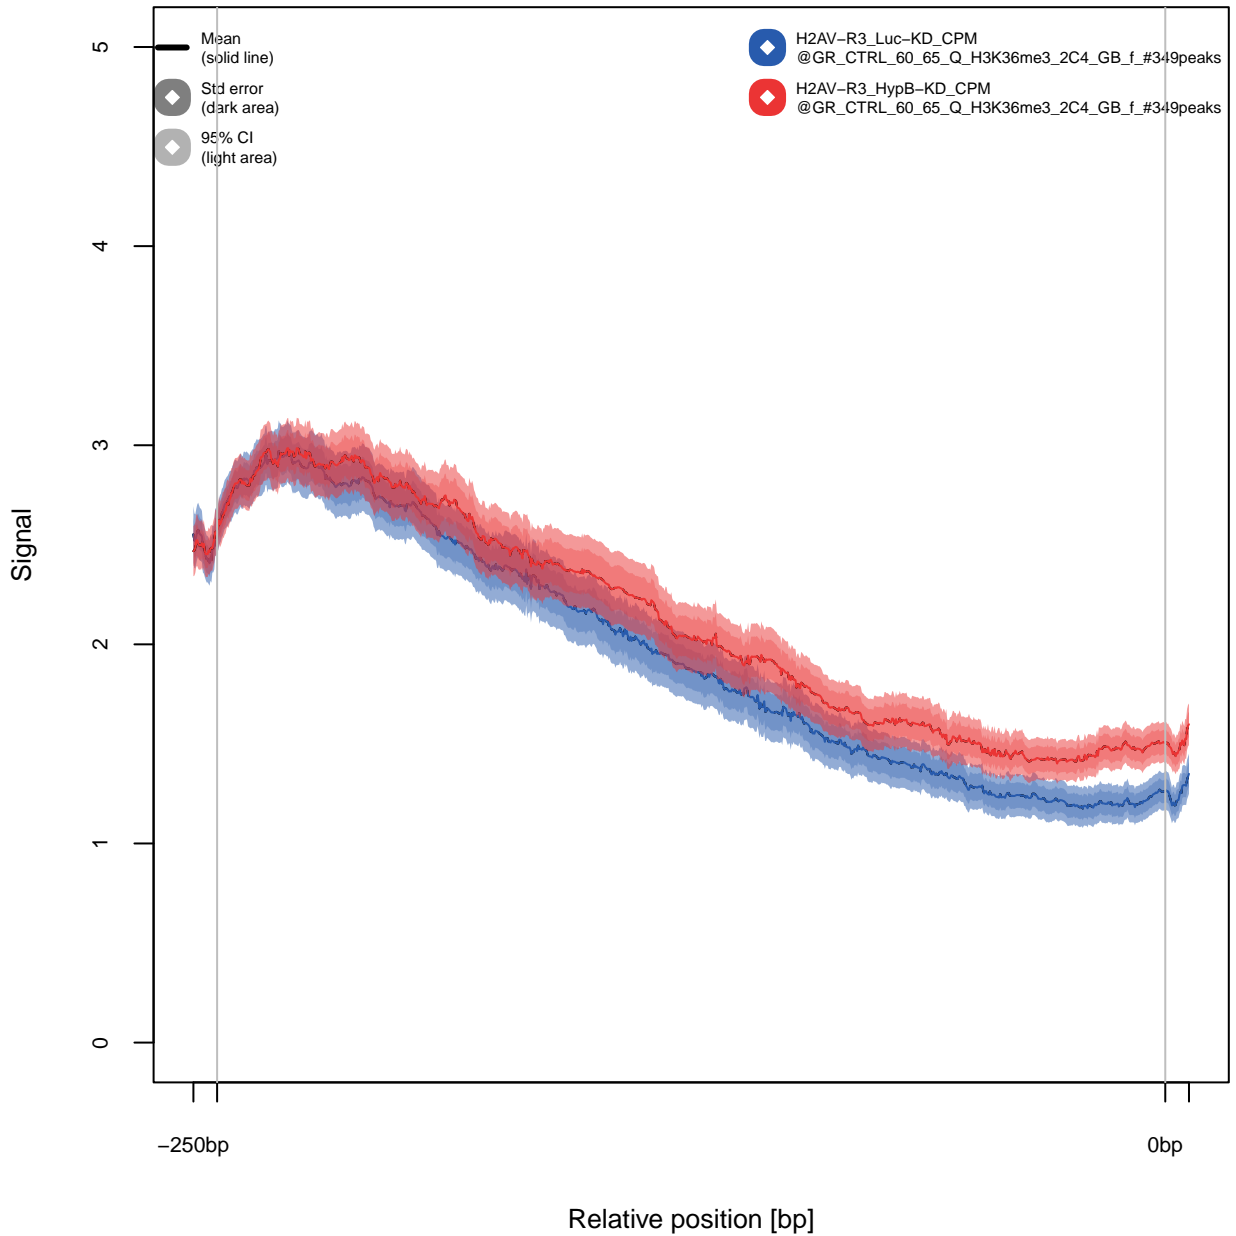 Mean
(solid line)
Std error
(dark area)
95% CI
(light area)
H2AV−R3_Luc−KD_CPM
@GR_CTRL_60_65_Q_H3K36me3_2C4_GB_f_#349peaks
H2AV−R3_HypB−KD_CPM
@GR_CTRL_60_65_Q_H3K36me3_2C4_GB_f_#349peaks
5
4
3
2
1
0
Signal
−250bp
0bp
Relative position [bp]